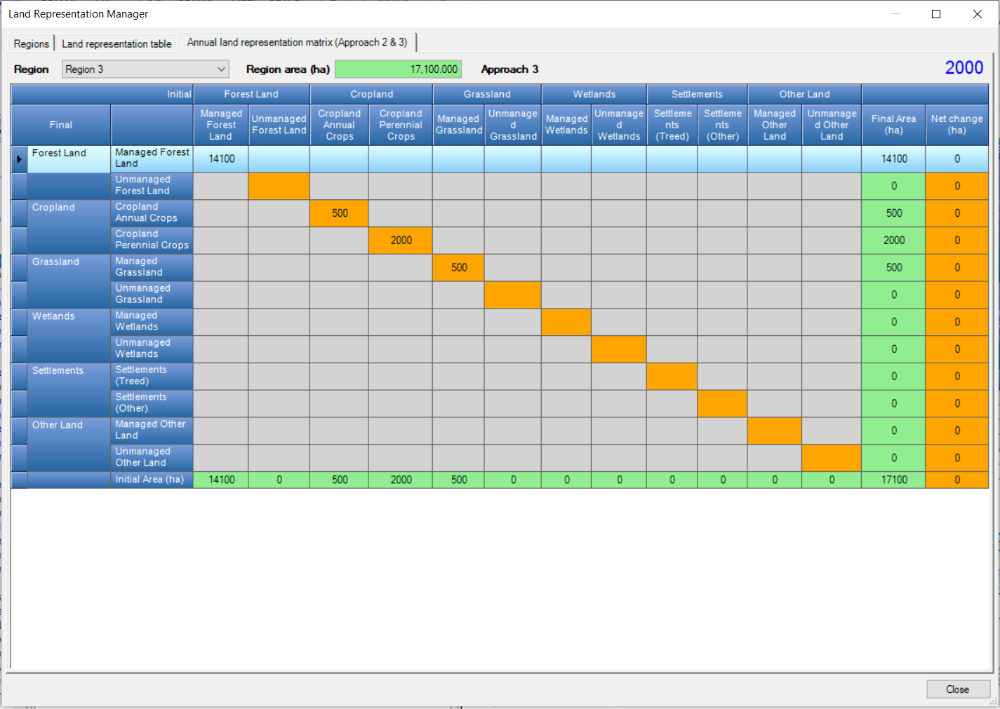 Land Representation Manager
Regions Land representation table Annual land representation matrix (Approach 2 & 3)
Region Region 3 Region area (ha) 17,100.000 Approach 3 2000
Initial Forest Land Cropland Grassland Wetlands Settlements Other Land
Final
Managed
Forest
Land
Unmanaged
Forest Land
Cropland
Annual
Crops
Cropland
Perennial
Crops
Managed
Grassland
Unmanage
d
Grassland
Managed
Wetlands
Unmanage
d
Wetlands
Settleme
nts
(Treed)
Settleme
nts
(Other)
Managed
Other
Land
Unmanage
d Other
Land
Final Area
(ha)
Net change
(ha)
Forest Land
Managed Forest
Land
14100 14100 0
Unmanaged
Forest Land
0 0
Cropland
Cropland
Annual Crops
500 500 0
Cropland
Perennial Crops
2000 2000 0
Grassland
Managed
Grassland
500 500 0
Unmanaged
Grassland
0 0
Wetlands
Managed
Wetlands
0 0
Unmanaged
Wetlands
0 0
Settlements
Settlements
(Treed)
0 0
Settlements
(Other)
0 0
Other Land
Managed Other
Land
0 0
Unmanaged
Other Land
0 0
Initial Area (ha) 14100 0 500 2000 500 0 0 0 0 0 0 0 17100 0
Close